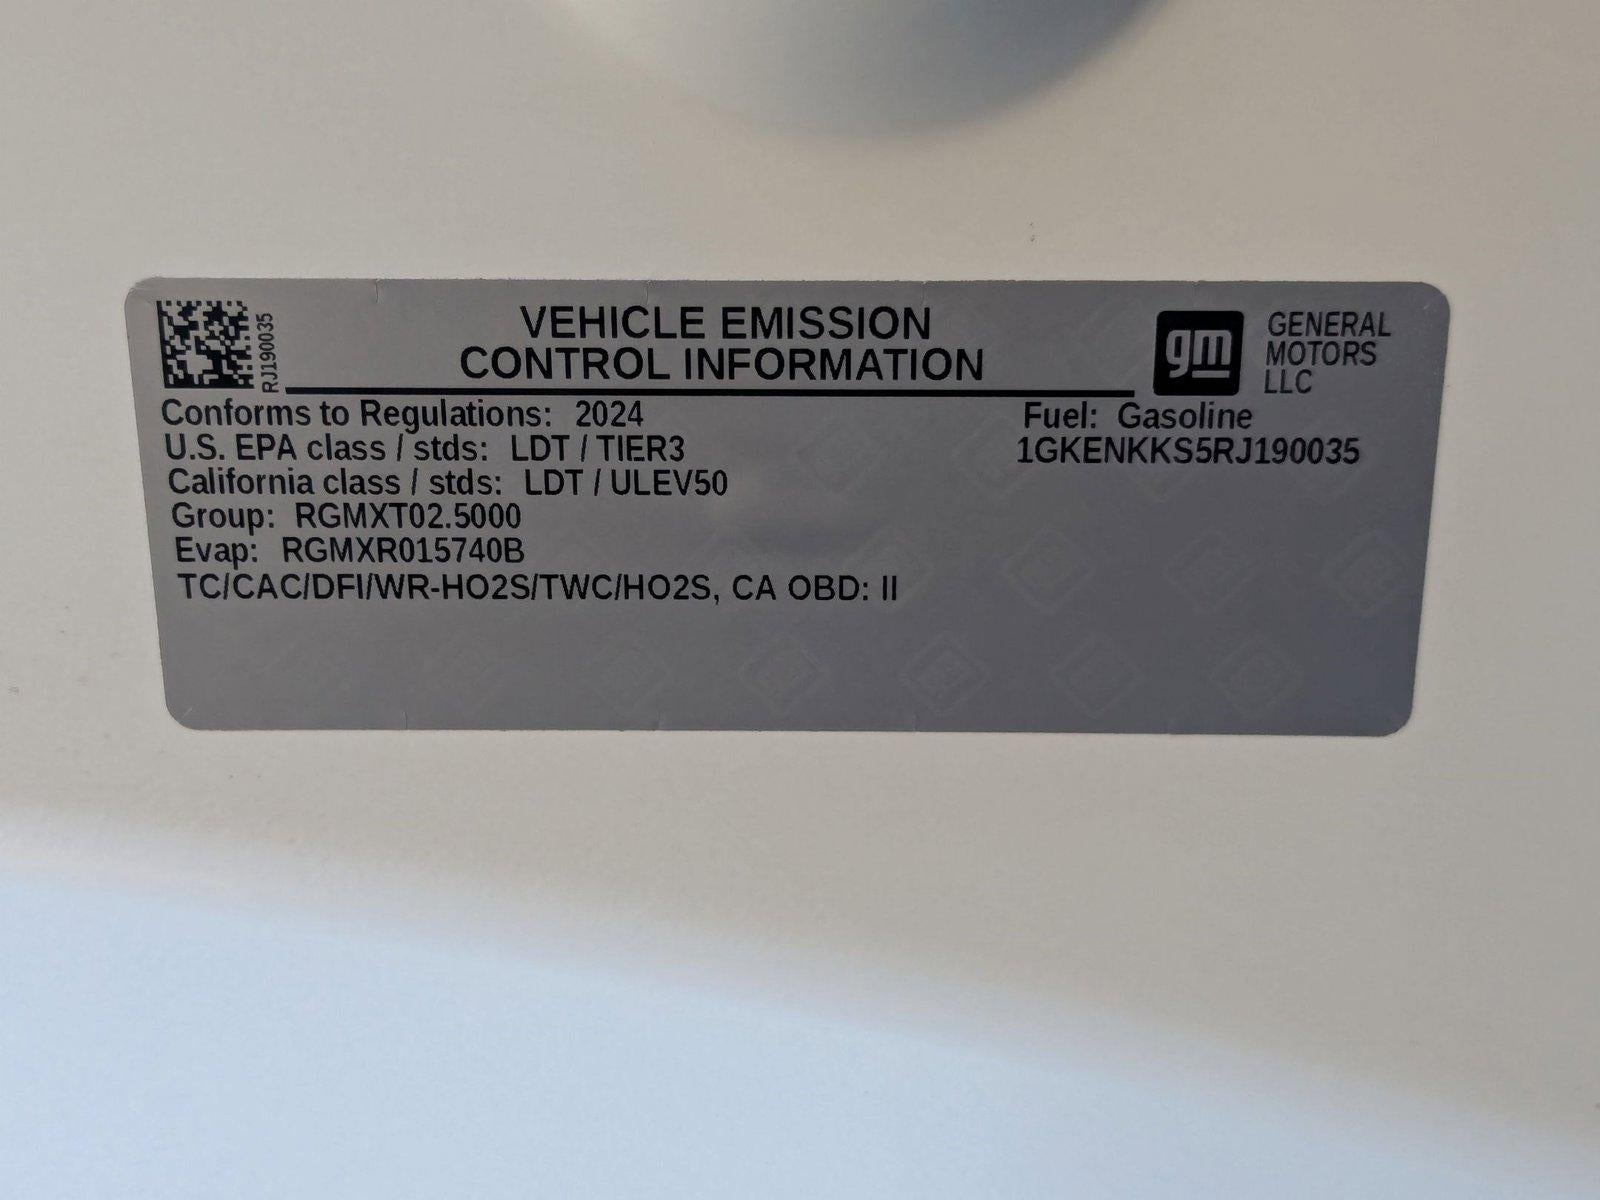 RJ190035
VEHICLE EMISSION
CONTROL INFORMATION
gm
GENERAL
MOTORS
LLC
Conforms to Regulations: 2024
Fuel: Gasoline
U.S. EPA class / stds: LDT / TIER3
1GKENKKS5RJ190035
California class / stds: LDT / ULEV50
Group: RGMXT02.5000
Evap: RGMXR015740B
TC/CAC/DFI/WR-HO2S/TWC/HO2S, CA OBD: II